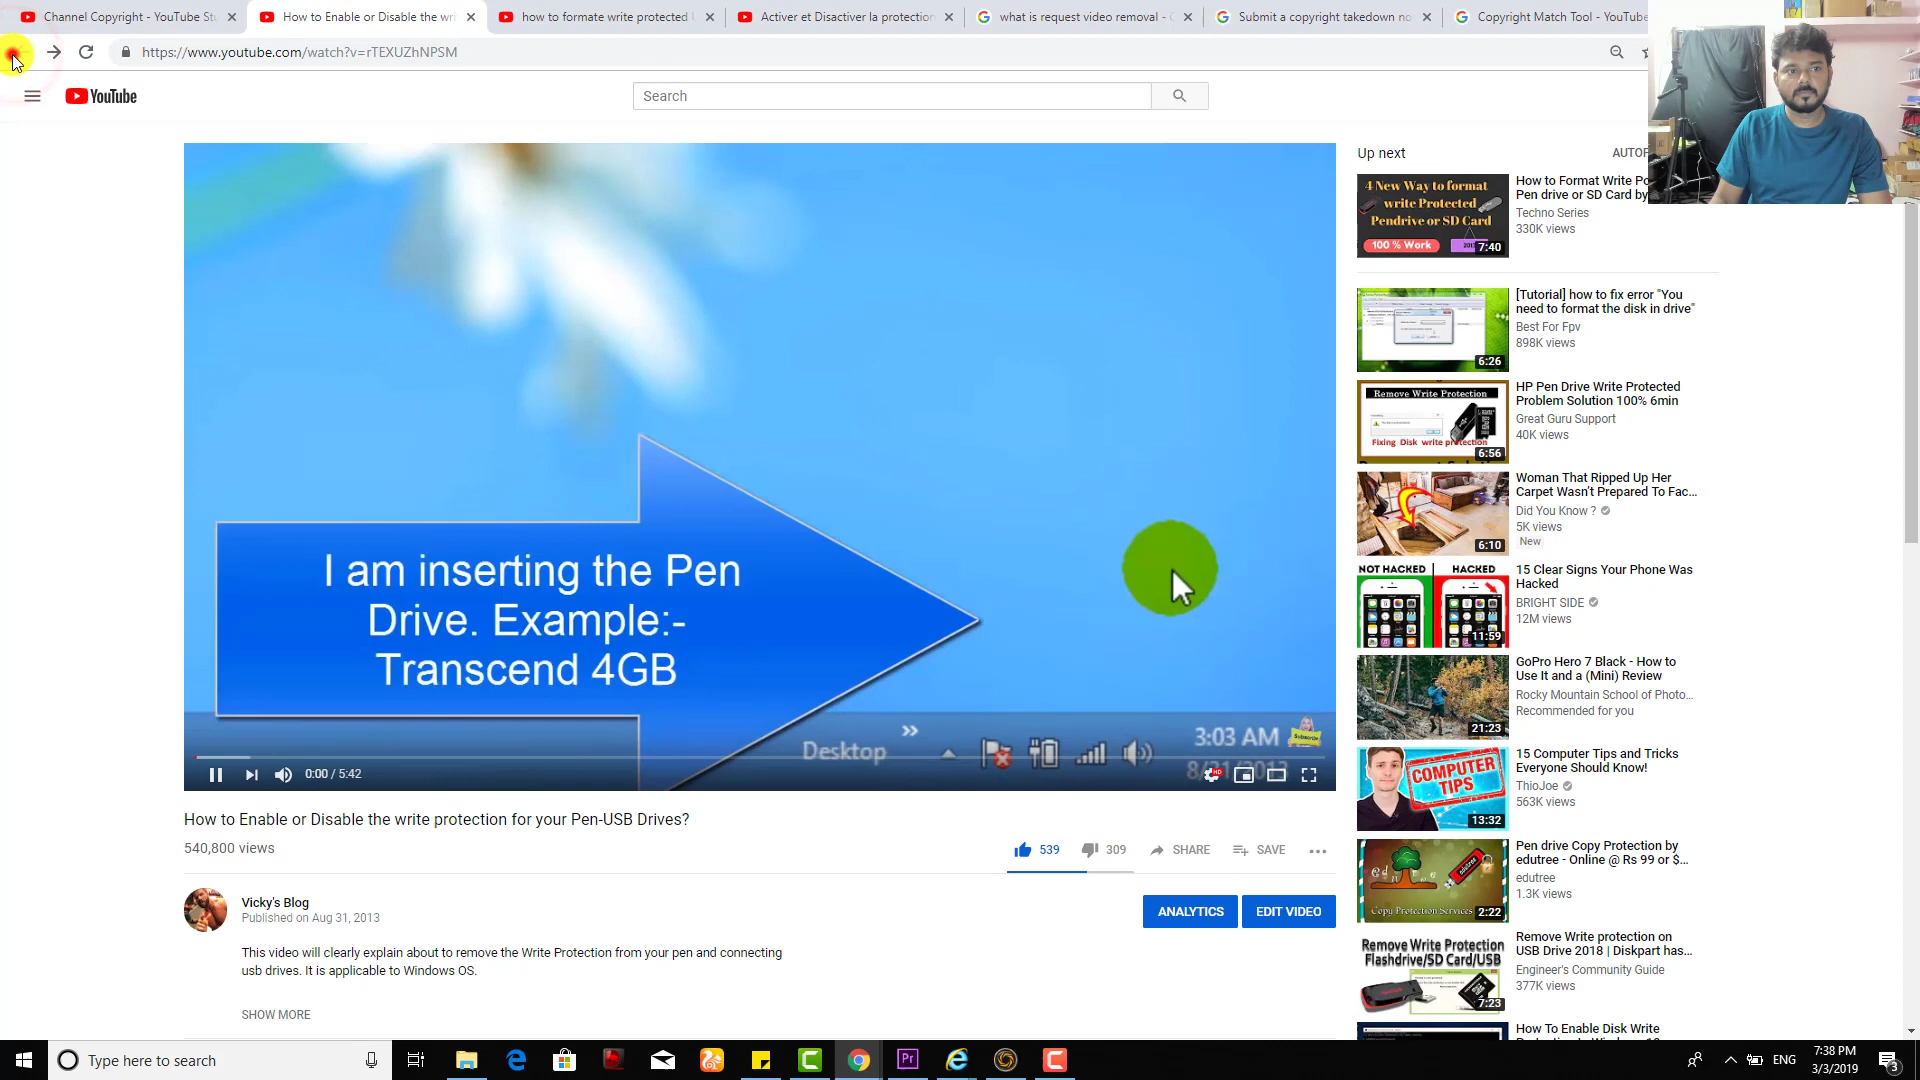 Channel Copyright - YouTube Stu
How to Enable or Disable the wri
how to formate write protected
Activer et Disactiver la protection
what is request video removal - G
Submit a copyright takedown no
Copyright Match Tool - YouTube
https://www.youtube.com/watch?v=rTEXUZhNPSM
YouTube
Search
I am inserting the Pen
Drive. Example:-
Transcend 4GB
Desktop
3:03 AM
8/31/2013
Subscribe
0:00 / 5:42
HD
How to Enable or Disable the write protection for your Pen-USB Drives?
540,800 views
539
309
SHARE
SAVE
Vicky's Blog
Published on Aug 31, 2013
ANALYTICS
EDIT VIDEO
This video will clearly explain about to remove the Write Protection from your pen and connecting
usb drives. It is applicable to Windows OS.
SHOW MORE
Up next
4 New Way to format
write Protected
Pendrive or SD Card
100 % Work
7:40
How to Format Write
Pen drive or SD Card by
Techno Series
330K views
6:26
[Tutorial] how to fix error "You
need to format the disk in drive"
Best For Fpv
898K views
Remove Write Protection
Fixing Disk write protection
6:56
HP Pen Drive Write Protected
Problem Solution 100% 6min
Great Guru Support
40K views
6:10
Woman That Ripped Up Her
Carpet Wasn't Prepared To Fac...
Did You Know ?
5K views
New
NOT HACKED
HACKED
11:59
15 Clear Signs Your Phone Was
Hacked
BRIGHT SIDE
12M views
21:23
GoPro Hero 7 Black - How to
Use It and a (Mini) Review
Rocky Mountain School of Photo...
Recommended for you
COMPUTER
TIPS
13:32
15 Computer Tips and Tricks
Everyone Should Know!
ThioJoe
563K views
edutree
Copy Protection Services
2:22
Pen drive Copy Protection by
edutree - Online @ Rs 99 or $...
edutree
1.3K views
Remove Write Protection
Flashdrive/SD Card/USB
7:23
Remove Write protection on
USB Drive 2018 | Diskpart has...
Engineer's Community Guide
377K views
How To Enable Disk Write
Type here to search
Pr
ENG
7:38 PM
3/3/2019
3